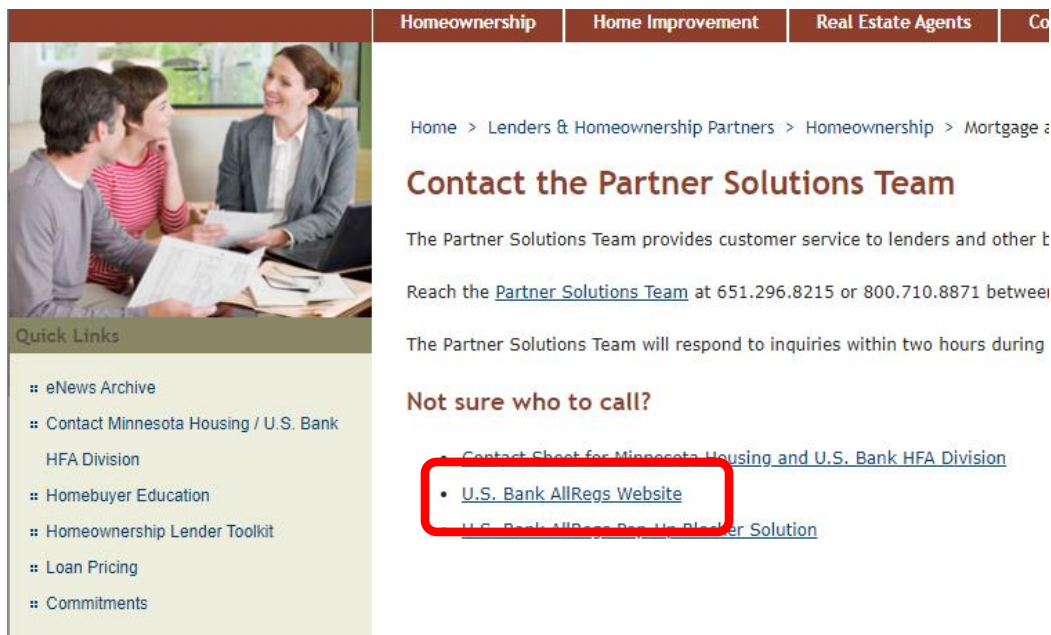 Homeownership Home Improvement Real Estate Agents Co
Home > Lenders & Homeownership Partners > Homeownership > Mortgage a
Contact the Partner Solutions Team
The Partner Solutions Team provides customer service to lenders and other b
Reach the Partner Solutions Team at 651.296.8215 or 800.710.8871 between
The Partner Solutions Team will respond to inquiries within two hours during
Not sure who to call?
• Contact Sheet for Minnesota Housing and U.S. Bank HFA Division
• U.S. Bank AllRegs Website
• U.S. Bank AllRegs Pop-Up Blocker Solution
Quick Links
eNews Archive
Contact Minnesota Housing / U.S. Bank
HFA Division
Homebuyer Education
Homeownership Lender Toolkit
Loan Pricing
Commitments